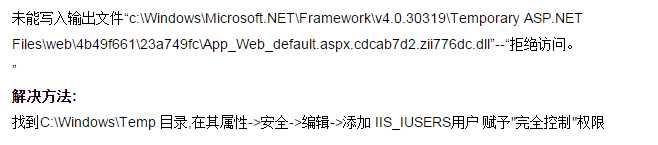 未能写入输出文件“c:\Windows\Microsoft.NET\Framework\v4.0.30319\Temporary ASP.NET
Files\web\4b49f661\23a749fc\App_Web_default.aspx.cdcab7d2.zii776dc.dll”--“拒绝访问。
”
解决方法:
找到C:\Windows\Temp 目录,在其属性->安全->编辑->添加 IIS_IUSERS用户 赋予"完全控制"权限